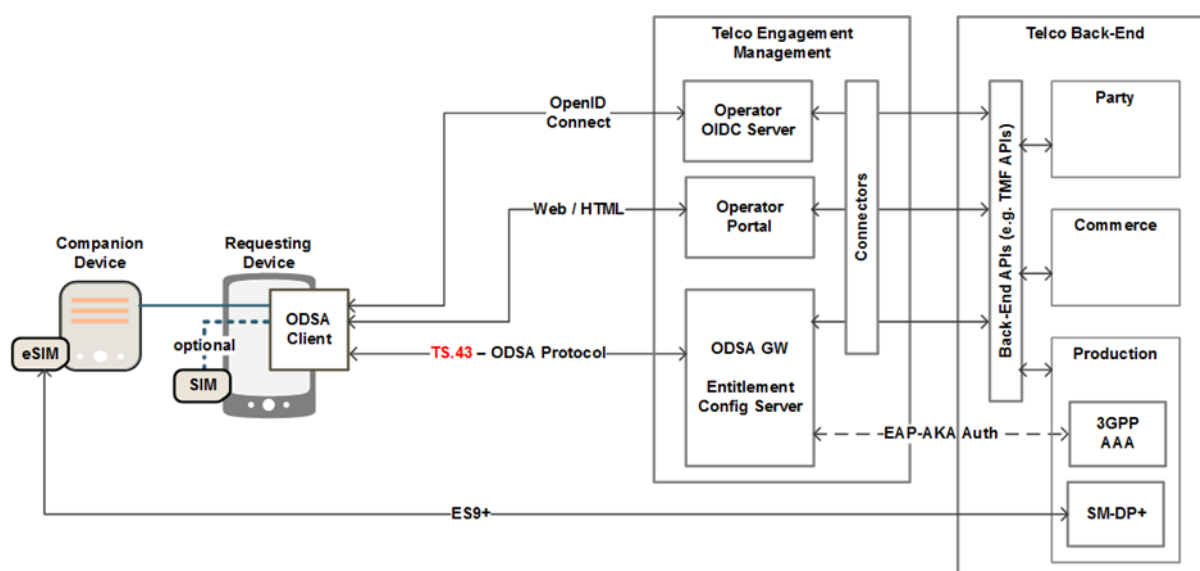 Telco Engagement
Management
Telco Back-End
OpenID
Connect
Operator
OIDC Server
Party
Web / HTML
Operator
Portal
Connectors
Back-End APIs (e.g. TMF APIs)
Commerce
Companion
Device
Requesting
Device
ODSA
Client
optional
eSIM
SIM
TS.43 – ODSA Protocol
ODSA GW
Entitlement
Config Server
Production
EAP-AKA Auth
3GPP
AAA
ES9+
SM-DP+